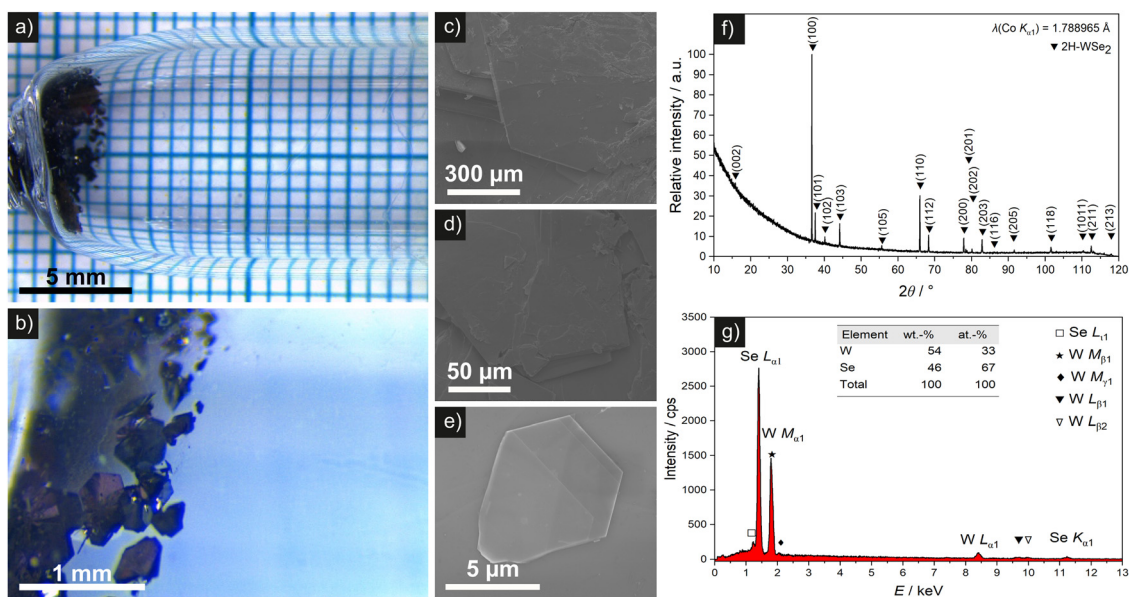 a)
5 mm
b)
1 mm
c)
300 µm
d)
50 µm
e)
5 µm
f)
λ(Co Kα1) = 1.788965 Å
▼ 2H-WSe2
Relative intensity / a.u.
100
90
80
70
60
50
40
30
20
10
0
(002)
(100)
(101)
(102)
(103)
(105)
(110)
(112)
(200)
(201)
(202)
(203)
(116)
(205)
(118)
(1011)
(211)
(213)
10 20 30 40 50 60 70 80 90 100 110 120
2θ / °
g)
Intensity / cps
3500
3000
2500
2000
1500
1000
500
0
Element wt.-% at.-%
W 54 33
Se 46 67
Total 100 100
□ Se Lι1
★ W Mβ1
◆ W Mγ1
▼ W Lβ1
▽ W Lβ2
Se Lα1
W Mα1
W Lα1
Se Kα1
0 1 2 3 4 5 6 7 8 9 10 11 12 13
E / keV